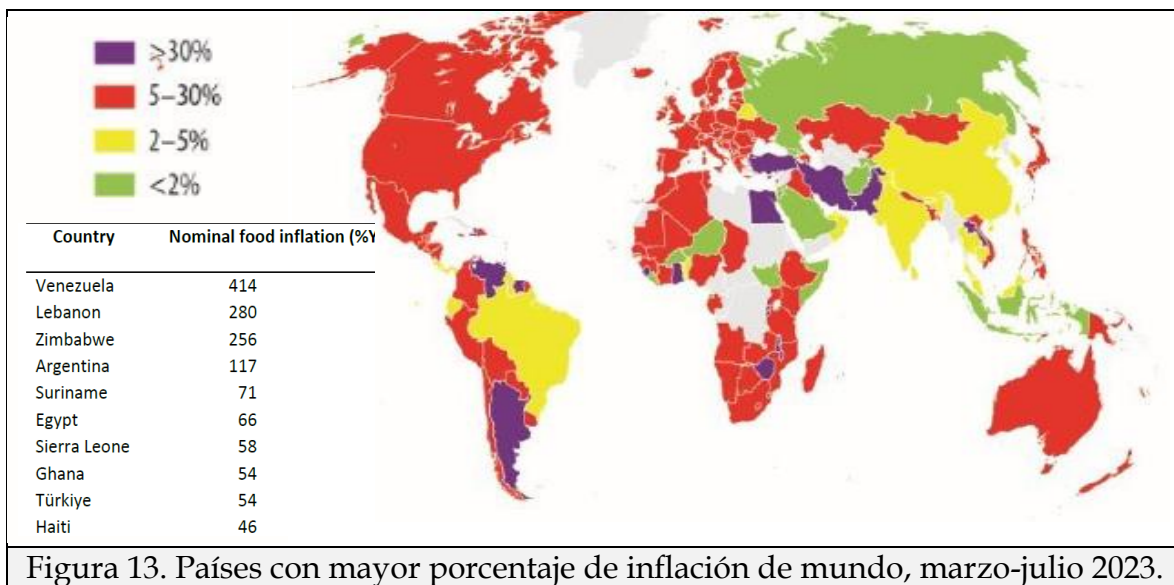 ≥30%
5–30%
2–5%
<2%
Country Nominal food inflation (%Y
Venezuela 414
Lebanon 280
Zimbabwe 256
Argentina 117
Suriname 71
Egypt 66
Sierra Leone 58
Ghana 54
Türkiye 54
Haiti 46
Figura 13. Países con mayor porcentaje de inflación de mundo, marzo-julio 2023.